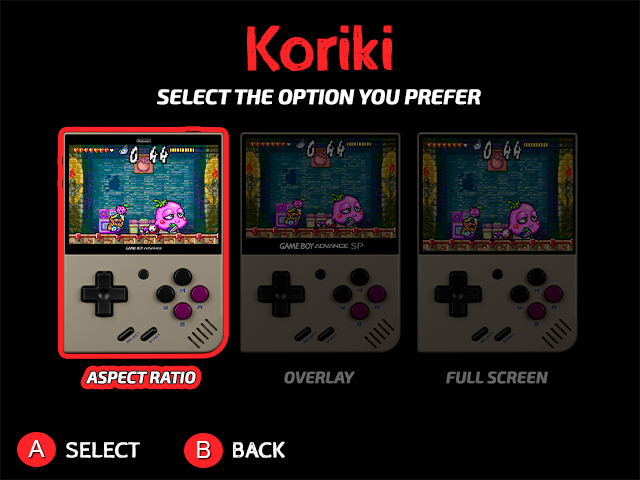 Koriki
SELECT THE OPTION YOU PREFER
0 44
0 44
0 44
GAME BOY ADVANCE
GAME BOY ADVANCE SP
ASPECT RATIO
OVERLAY
FULL SCREEN
A SELECT
B BACK